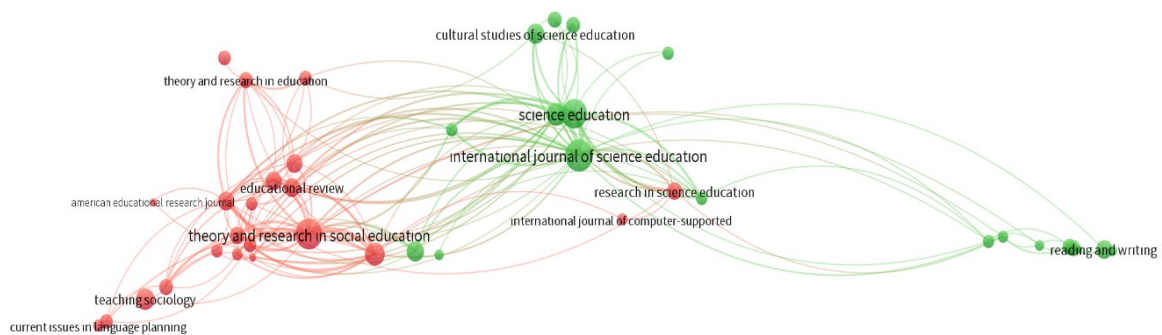 cultural studies of science education
theory and research in education
science education
international journal of science education
educational review
research in science education
american educational research journal
international journal of computer-supported
theory and research in social education
reading and writing
teaching sociology
current issues in language planning